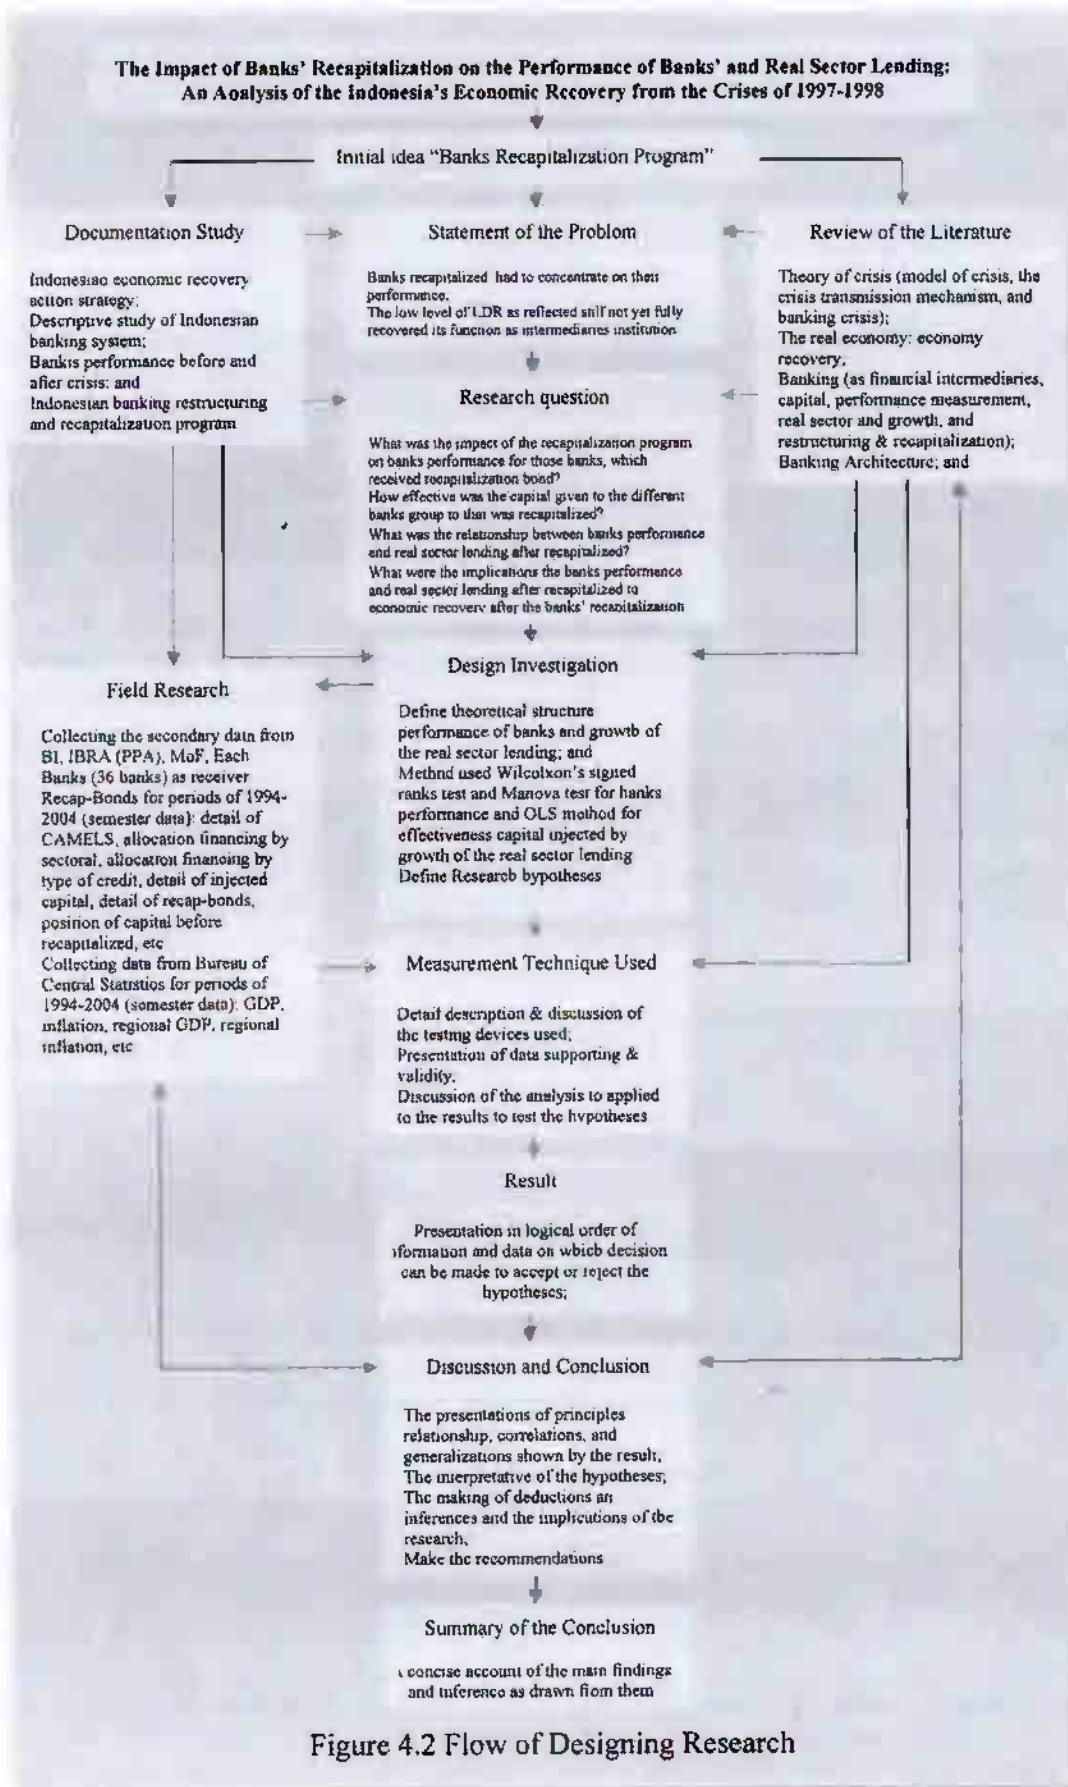 The Impact of Banks' Recapitalization on the Performance of Banks' and Real Sector Lending:
An Analysis of the Indonesia's Economic Recovery from the Crises of 1997-1998
Initial idea "Banks Recapitalization Program"
Documentation Study
Indonesian economic recovery
action strategy;
Descriptive study of Indonesian
banking system;
Banks performance before and
after crisis; and
Indonesian banking restructuring
and recapitalization program
Statement of the Problem
Banks recapitalized had to concentrate on their
performance.
The low level of LDR as reflected still not yet fully
recovered its function as intermediaries institution
Review of the Literature
Theory of crisis (model of crisis, the
crisis transmission mechanism, and
banking crisis);
The real economy: economy
recovery,
Banking (as financial intermediaries,
capital, performance measurement,
real sector and growth, and
restructuring & recapitalization);
Banking Architecture; and
Research question
What was the impact of the recapitalization program
on banks performance for those banks, which
received recapitalization bond?
How effective was the capital given to the different
banks group to that was recapitalized?
What was the relationship between banks performance
and real sector lending after recapitalized?
What were the implications the banks performance
and real sector lending after recapitalized to
economic recovery after the banks' recapitalization
Design Investigation
Define theoretical structure
performance of banks and growth of
the real sector lending; and
Method used Wilcolxon's signed
ranks test and Manova test for banks
performance and OLS method for
effectiveness capital injected by
growth of the real sector lending
Define Research hypotheses
Field Research
Collecting the secondary data from
BI, IBRA (PPA), MoF, Each
Banks (36 banks) as receiver
Recap-Bonds for periods of 1994-
2004 (semester data): detail of
CAMELS, allocation financing by
sectoral, allocation financing by
type of credit, detail of injected
capital, detail of recap-bonds,
position of capital before
recapitalized, etc
Collecting data from Bureau of
Central Statistics for periods of
1994-2004 (semester data): GDP,
inflation, regional GDP, regional
inflation, etc
Measurement Technique Used
Detail description & discussion of
the testing devices used;
Presentation of data supporting &
validity.
Discussion of the analysis to applied
to the results to test the hypotheses
Result
Presentation in logical order of
nformation and data on which decision
can be made to accept or reject the
hypotheses;
Discussion and Conclusion
The presentations of principles
relationship, correlations, and
generalizations shown by the result,
The interpretative of the hypotheses;
The making of deductions an
inferences and the implications of the
research,
Make the recommendations
Summary of the Conclusion
concise account of the main findings
and inference as drawn from them
Figure 4.2 Flow of Designing Research